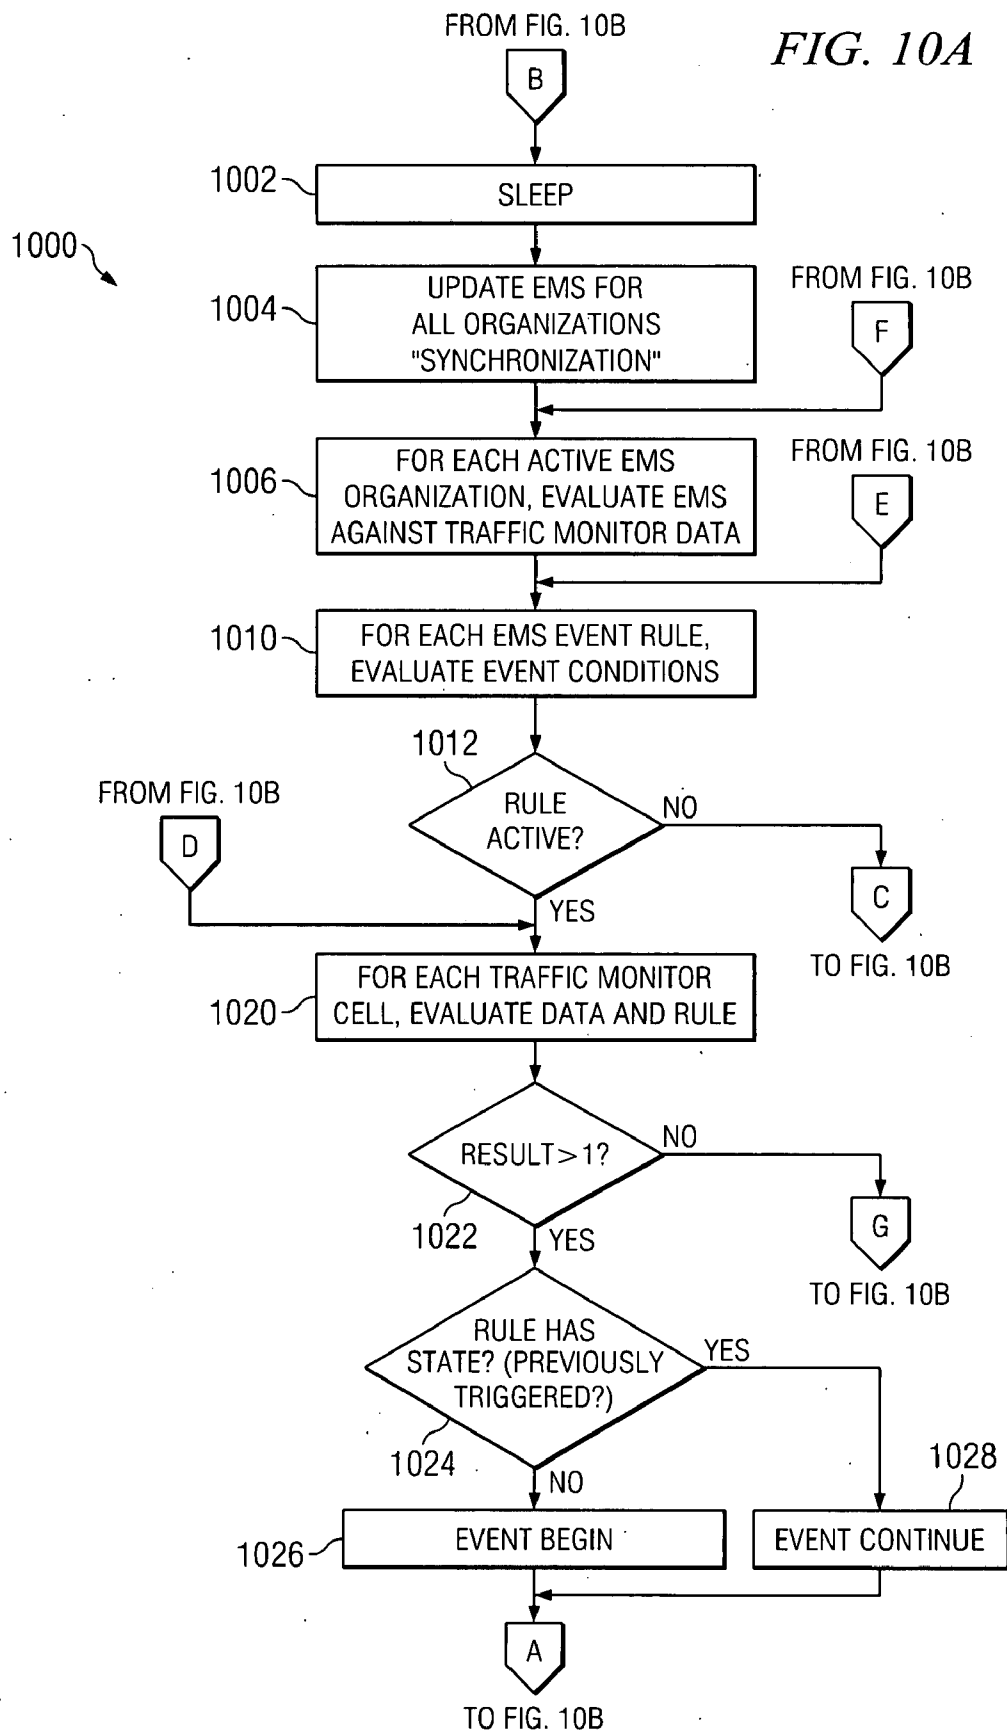 FROM FIG. 10B
FIG. 10A
B
1002
SLEEP
1000
1004
UPDATE EMS FOR
ALL ORGANIZATIONS
"SYNCHRONIZATION"
FROM FIG. 10B
F
1006
FOR EACH ACTIVE EMS
ORGANIZATION, EVALUATE EMS
AGAINST TRAFFIC MONITOR DATA
FROM FIG. 10B
E
1010
FOR EACH EMS EVENT RULE,
EVALUATE EVENT CONDITIONS
1012
RULE
ACTIVE?
NO
YES
FROM FIG. 10B
D
C
TO FIG. 10B
1020
FOR EACH TRAFFIC MONITOR
CELL, EVALUATE DATA AND RULE
RESULT>1?
NO
1022
YES
G
TO FIG. 10B
RULE HAS
STATE? (PREVIOUSLY
TRIGGERED?)
YES
1024
NO
1028
1026
EVENT BEGIN
EVENT CONTINUE
A
TO FIG. 10B